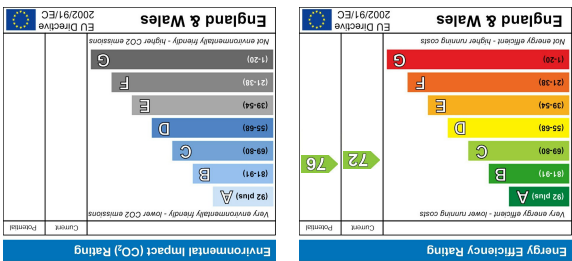 Energy Efficiency Rating
Current
Potential
Very energy efficient - lower running costs
(92 plus) A
(81-91) B
(69-80) C
(55-68) D
(39-54) E
(21-38) F
(1-20) G
72
76
Not energy efficient - higher running costs
England & Wales
EU Directive
2002/91/EC
Environmental Impact (CO2) Rating
Current
Potential
Very environmentally friendly - lower CO2 emissions
(92 plus) A
(81-91) B
(69-80) C
(55-68) D
(39-54) E
(21-38) F
(1-20) G
Not environmentally friendly - higher CO2 emissions
England & Wales
EU Directive
2002/91/EC